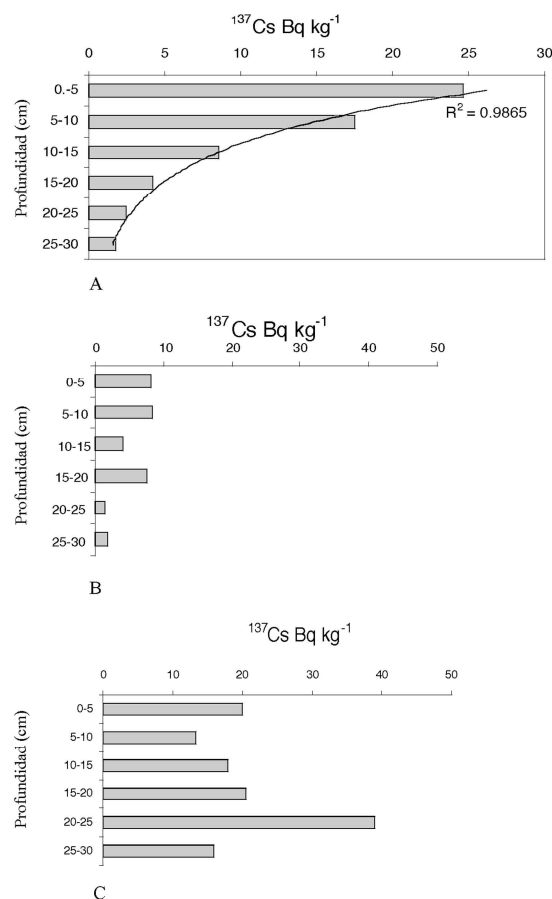 ¹³⁷Cs Bq kg⁻¹
0 5 10 15 20 25 30
Profundidad (cm)
0.-5
5-10
10-15
15-20
20-25
25-30
R² = 0.9865
A
¹³⁷Cs Bq kg⁻¹
0 10 20 30 40 50
Profundidad (cm)
0-5
5-10
10-15
15-20
20-25
25-30
B
¹³⁷Cs Bq kg⁻¹
0 10 20 30 40 50
Profundidad (cm)
0-5
5-10
10-15
15-20
20-25
25-30
C